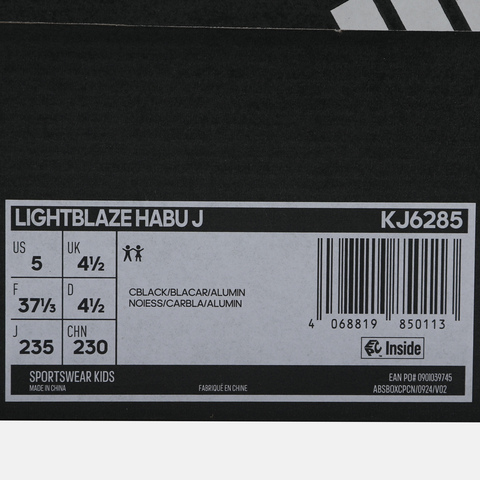 LIGHTBLAZE HABU J KJ6285
US 5 UK 4½
F 37⅓ D 4½
J 235 CHN 230
CBLACK/BLACAR/ALUMIN
NOIESS/CARBLA/ALUMIN
4 068819 850113
Inside
SPORTSWEAR KIDS
MADE IN CHINA
FABRIQUÉ EN CHINE
EAN PO# 0901039745
ABSBOXCPCN/0924/V02